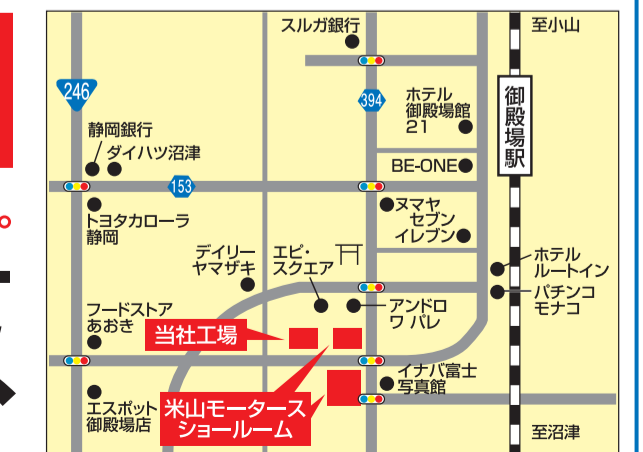 スルガ銀行
至小山
246
394
ホテル
御殿場館
21
御殿場駅
静岡銀行
ダイハツ沼津
BE-ONE
153
ヌマヤ
セブン
イレブン
トヨタカローラ
静岡
デイリー
ヤマザキ
エピ・
スクエア
ホテル
ルートイン
パチンコ
モナコ
アンドロ
ワ パレ
フードストア
あおき
当社工場
イナバ富士
写真館
エスポット
御殿場店
米山モータース
ショールーム
至沼津